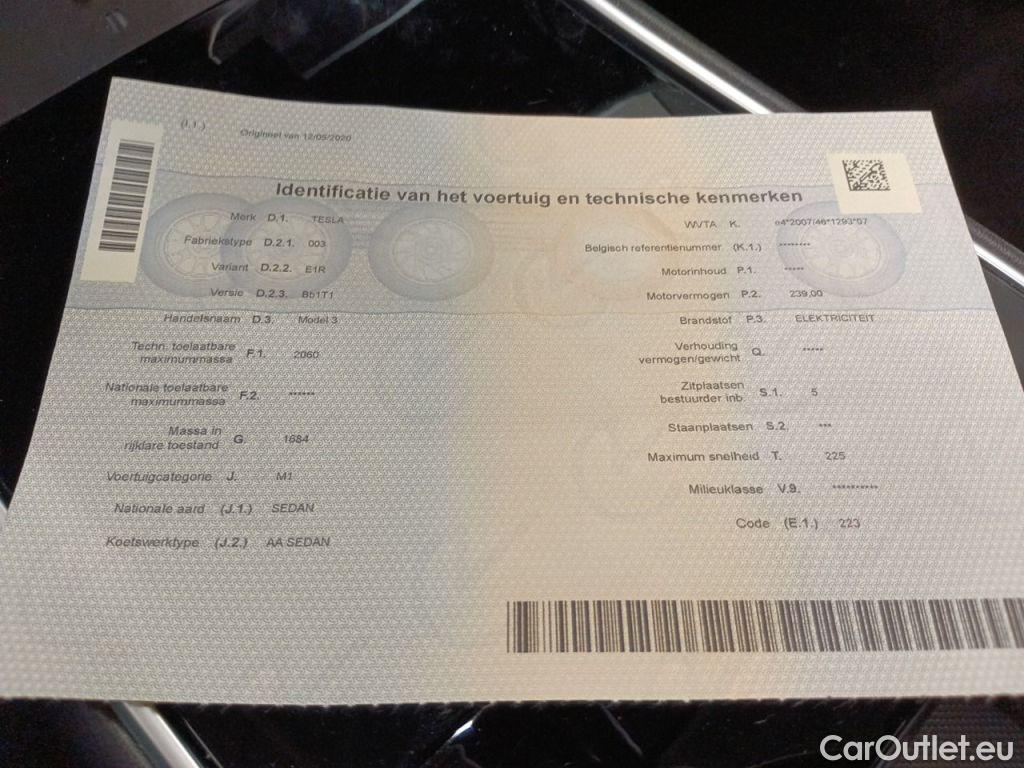 (I.1.) Origineel van 12/05/2020
Identificatie van het voertuig en technische kenmerken
Merk D.1. TESLA
Fabriekstype D.2.1. 003
Variant D.2.2. E1R
Versie D.2.3. Bb1T1
Handelsnaam D.3. Model 3
Techn. toelaatbare
maximummassa F.1. 2060
Nationale toelaatbare
maximummassa F.2. ******
Massa in
rijklare toestand G. 1684
Voertuigcategorie J. M1
Nationale aard (J.1.) SEDAN
Koetswerktype (J.2.) AA SEDAN
WVTA K. e4*2007/46*1293*07
Belgisch referentienummer (K.1.) ********
Motorinhoud P.1. *****
Motorvermogen P.2. 239,00
Brandstof P.3. ELEKTRICITEIT
Verhouding
vermogen/gewicht Q. *****
Zitplaatsen
bestuurder inb. S.1. 5
Staanplaatsen S.2. ***
Maximum snelheid T. 225
Milieuklasse V.9. **********
Code (E.1.) 223
CarOutlet.eu